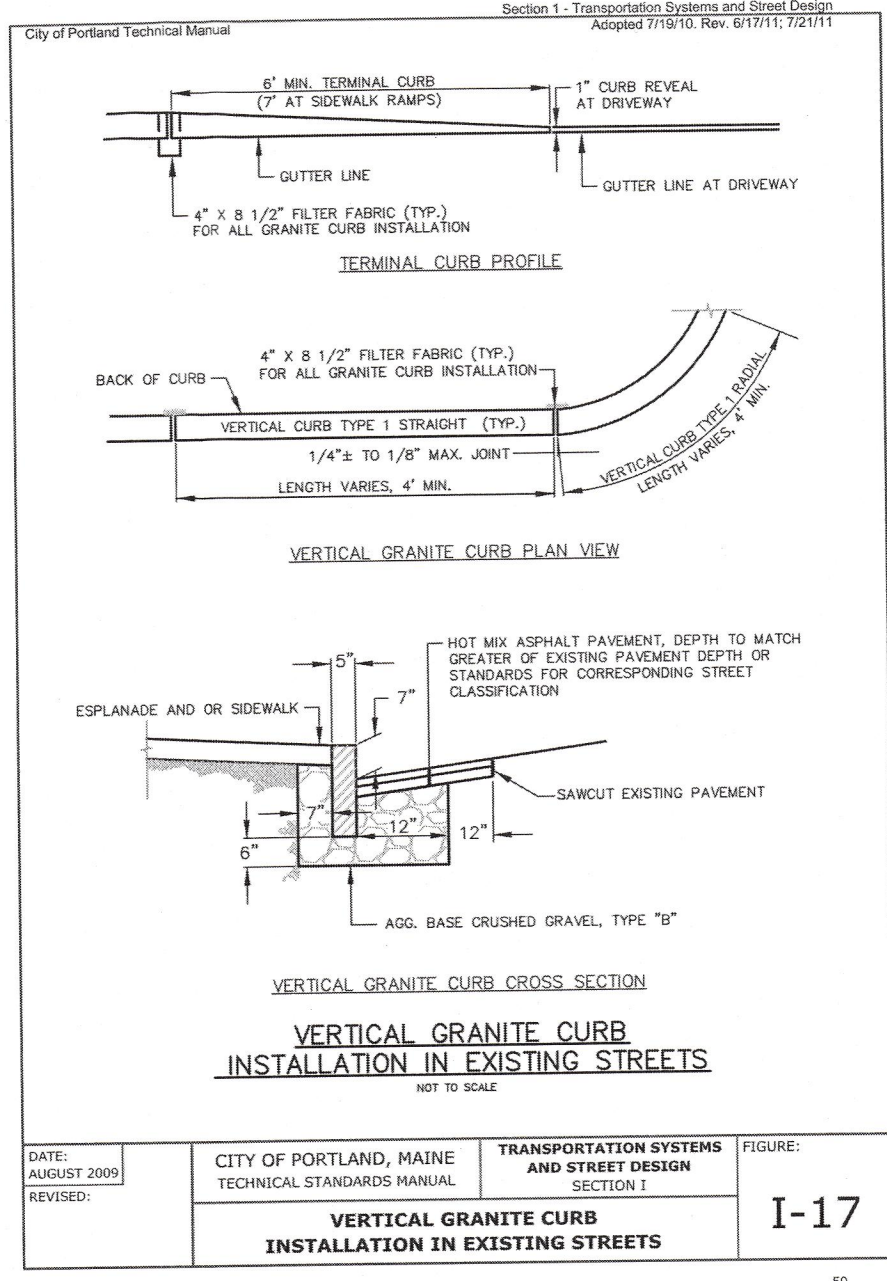 Section 1 - Transportation Systems and Street Design
City of Portland Technical Manual
Adopted 7/19/10. Rev. 6/17/11; 7/21/11
6' MIN. TERMINAL CURB
(7' AT SIDEWALK RAMPS)
1" CURB REVEAL
AT DRIVEWAY
GUTTER LINE
GUTTER LINE AT DRIVEWAY
4" X 8 1/2" FILTER FABRIC (TYP.)
FOR ALL GRANITE CURB INSTALLATION
TERMINAL CURB PROFILE
4" X 8 1/2" FILTER FABRIC (TYP.)
FOR ALL GRANITE CURB INSTALLATION
BACK OF CURB
VERTICAL CURB TYPE 1 STRAIGHT (TYP.)
1/4"± TO 1/8" MAX. JOINT
LENGTH VARIES, 4' MIN.
VERTICAL CURB TYPE 1 RADIAL
LENGTH VARIES, 4' MIN.
VERTICAL GRANITE CURB PLAN VIEW
HOT MIX ASPHALT PAVEMENT, DEPTH TO MATCH
GREATER OF EXISTING PAVEMENT DEPTH OR
STANDARDS FOR CORRESPONDING STREET
CLASSIFICATION
5"
7"
ESPLANADE AND OR SIDEWALK
SAWCUT EXISTING PAVEMENT
7"
12"
12"
6"
AGG. BASE CRUSHED GRAVEL, TYPE "B"
VERTICAL GRANITE CURB CROSS SECTION
VERTICAL GRANITE CURB
INSTALLATION IN EXISTING STREETS
NOT TO SCALE
DATE:
AUGUST 2009
REVISED:
CITY OF PORTLAND, MAINE
TECHNICAL STANDARDS MANUAL
TRANSPORTATION SYSTEMS
AND STREET DESIGN
SECTION I
FIGURE:
I-17
VERTICAL GRANITE CURB
INSTALLATION IN EXISTING STREETS